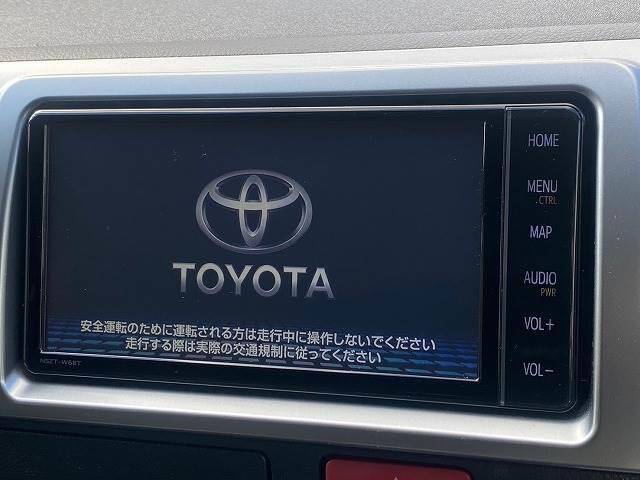 TOYOTA
安全運転のために運転される方は走行中に操作しないでください
走行する際は実際の交通規制に従ってください
NSZT-W68T
HOME
MENU
.CTRL
MAP
AUDIO
PWR
VOL+
VOL-